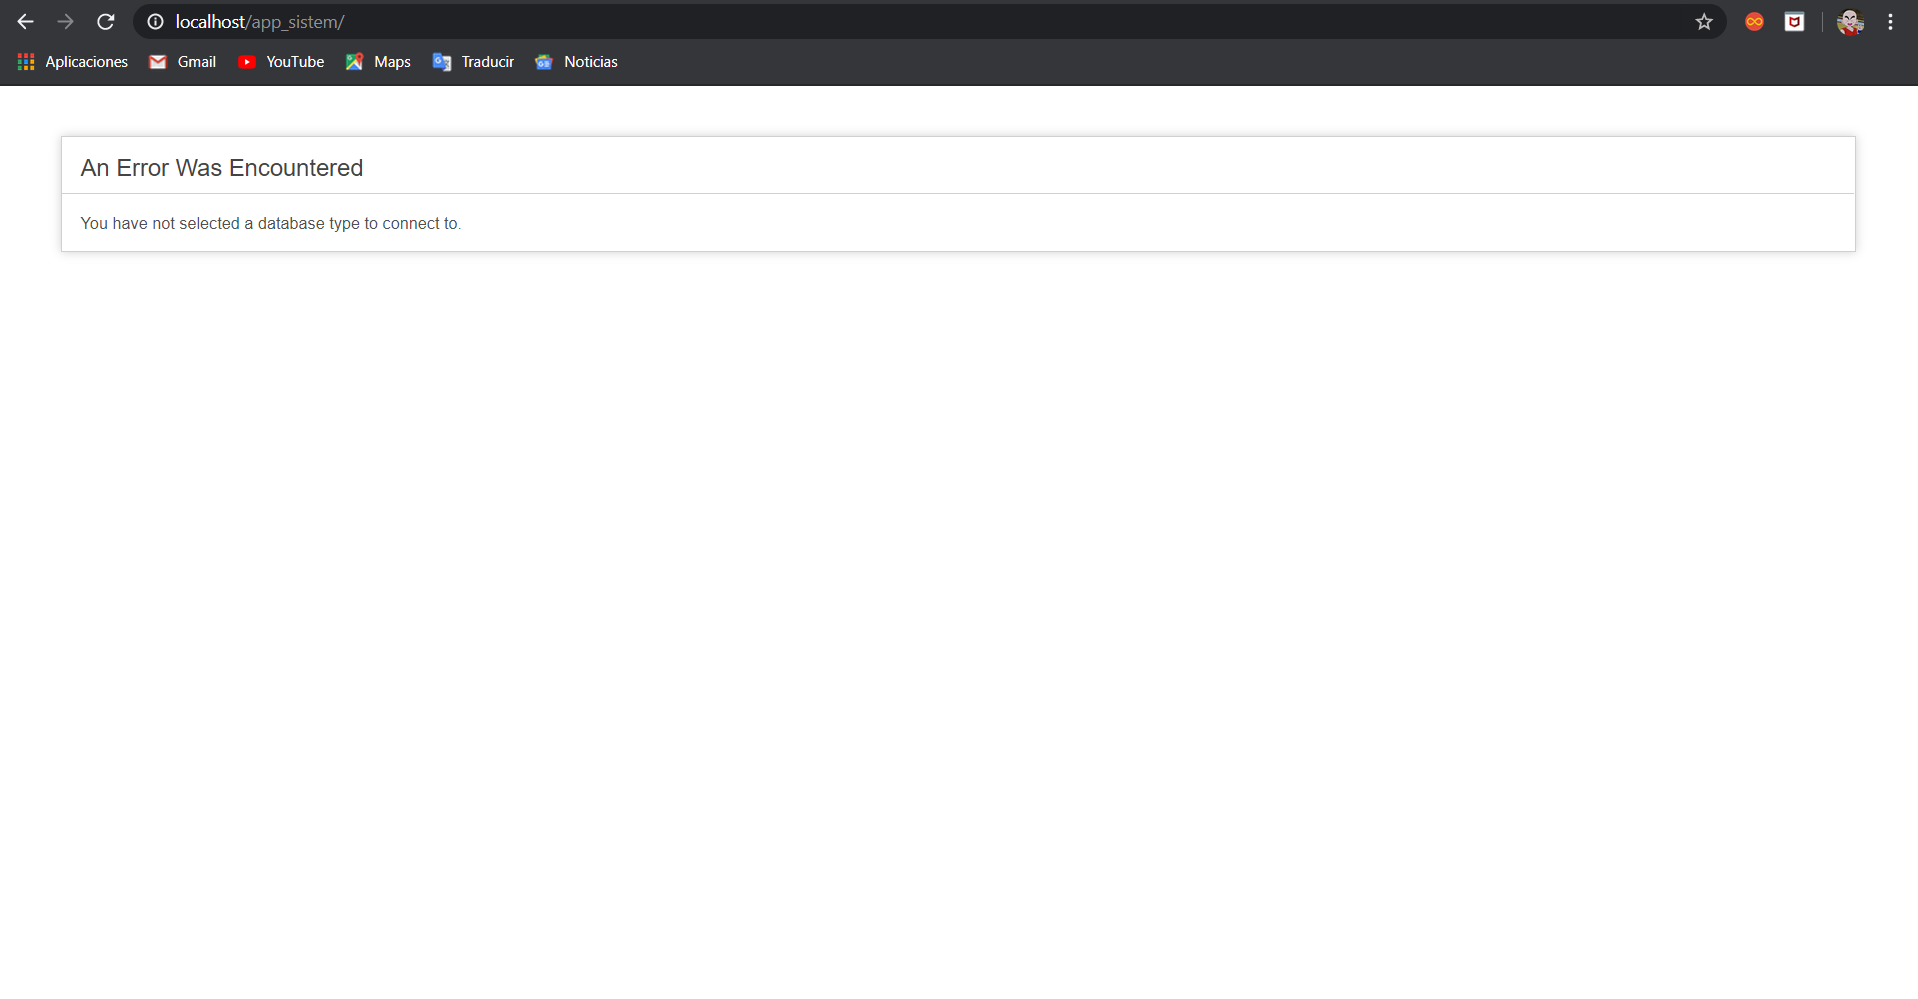 localhost/app_sistem/
Aplicaciones Gmail YouTube Maps Traducir Noticias
An Error Was Encountered
You have not selected a database type to connect to.